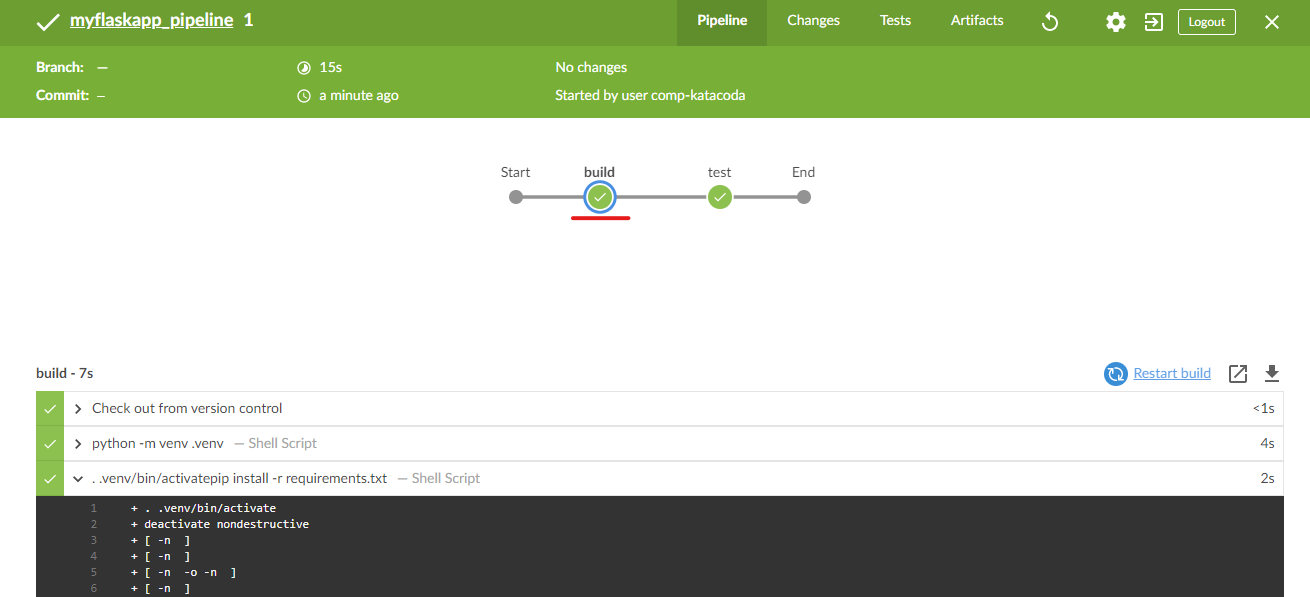 myflaskapp_pipeline 1
Pipeline Changes Tests Artifacts Logout
Branch: — 15s No changes
Commit: – a minute ago Started by user comp-katacoda
Start build test End
build - 7s Restart build
Check out from version control <1s
python -m venv .venv — Shell Script 4s
. .venv/bin/activatepip install -r requirements.txt — Shell Script 2s
1 + . .venv/bin/activate
2 + deactivate nondestructive
3 + [ -n  ]
4 + [ -n  ]
5 + [ -n  -o -n  ]
6 + [ -n  ]